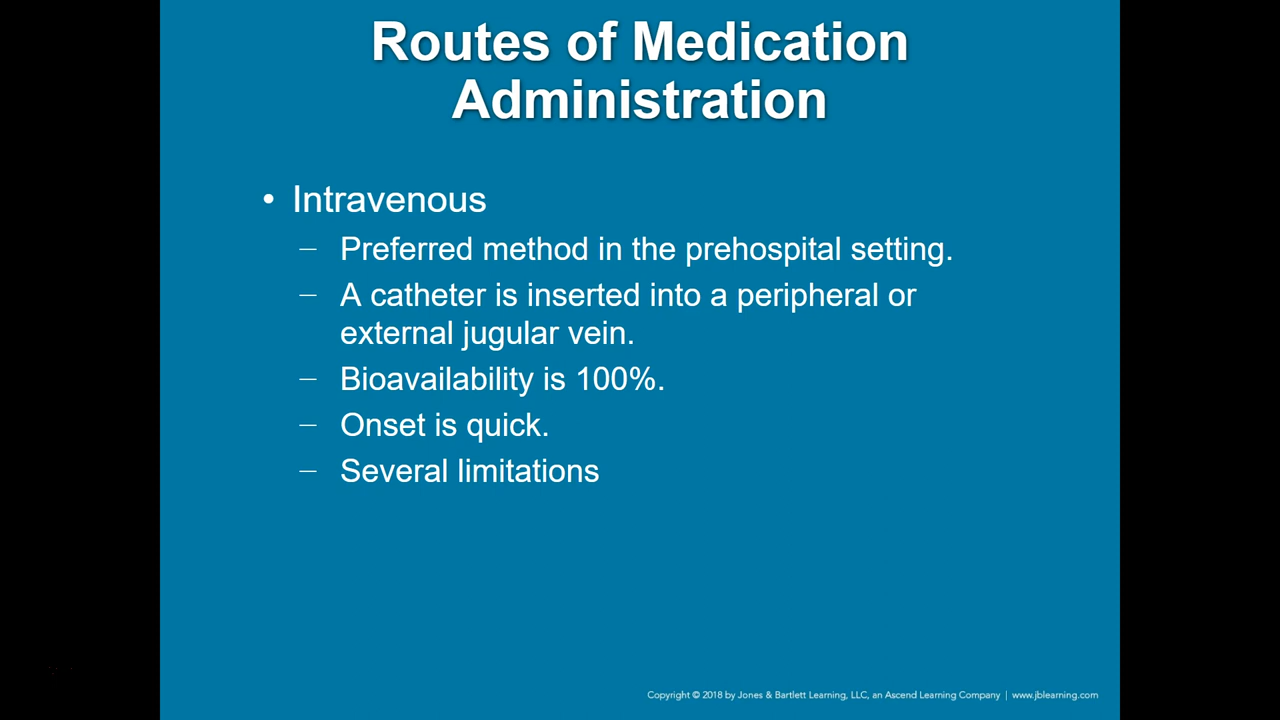 Routes of Medication
Administration
• Intravenous
– Preferred method in the prehospital setting.
– A catheter is inserted into a peripheral or
external jugular vein.
– Bioavailability is 100%.
– Onset is quick.
– Several limitations
Copyright © 2018 by Jones & Bartlett Learning, LLC, an Ascend Learning Company | www.jblearning.com